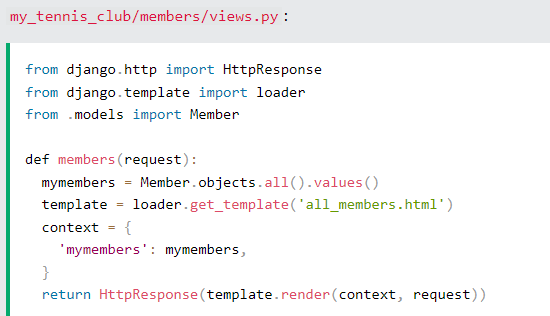 my_tennis_club/members/views.py:
from django.http import HttpResponse
from django.template import loader
from .models import Member
def members(request):
  mymembers = Member.objects.all().values()
  template = loader.get_template('all_members.html')
  context = {
    'mymembers': mymembers,
  }
  return HttpResponse(template.render(context, request))